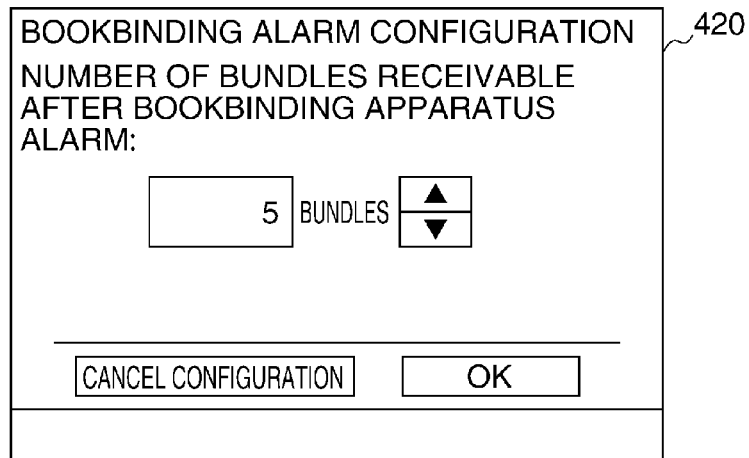 BOOKBINDING ALARM CONFIGURATION
420
NUMBER OF BUNDLES RECEIVABLE
AFTER BOOKBINDING APPARATUS
ALARM:
5 BUNDLES ▲
▼
CANCEL CONFIGURATION OK